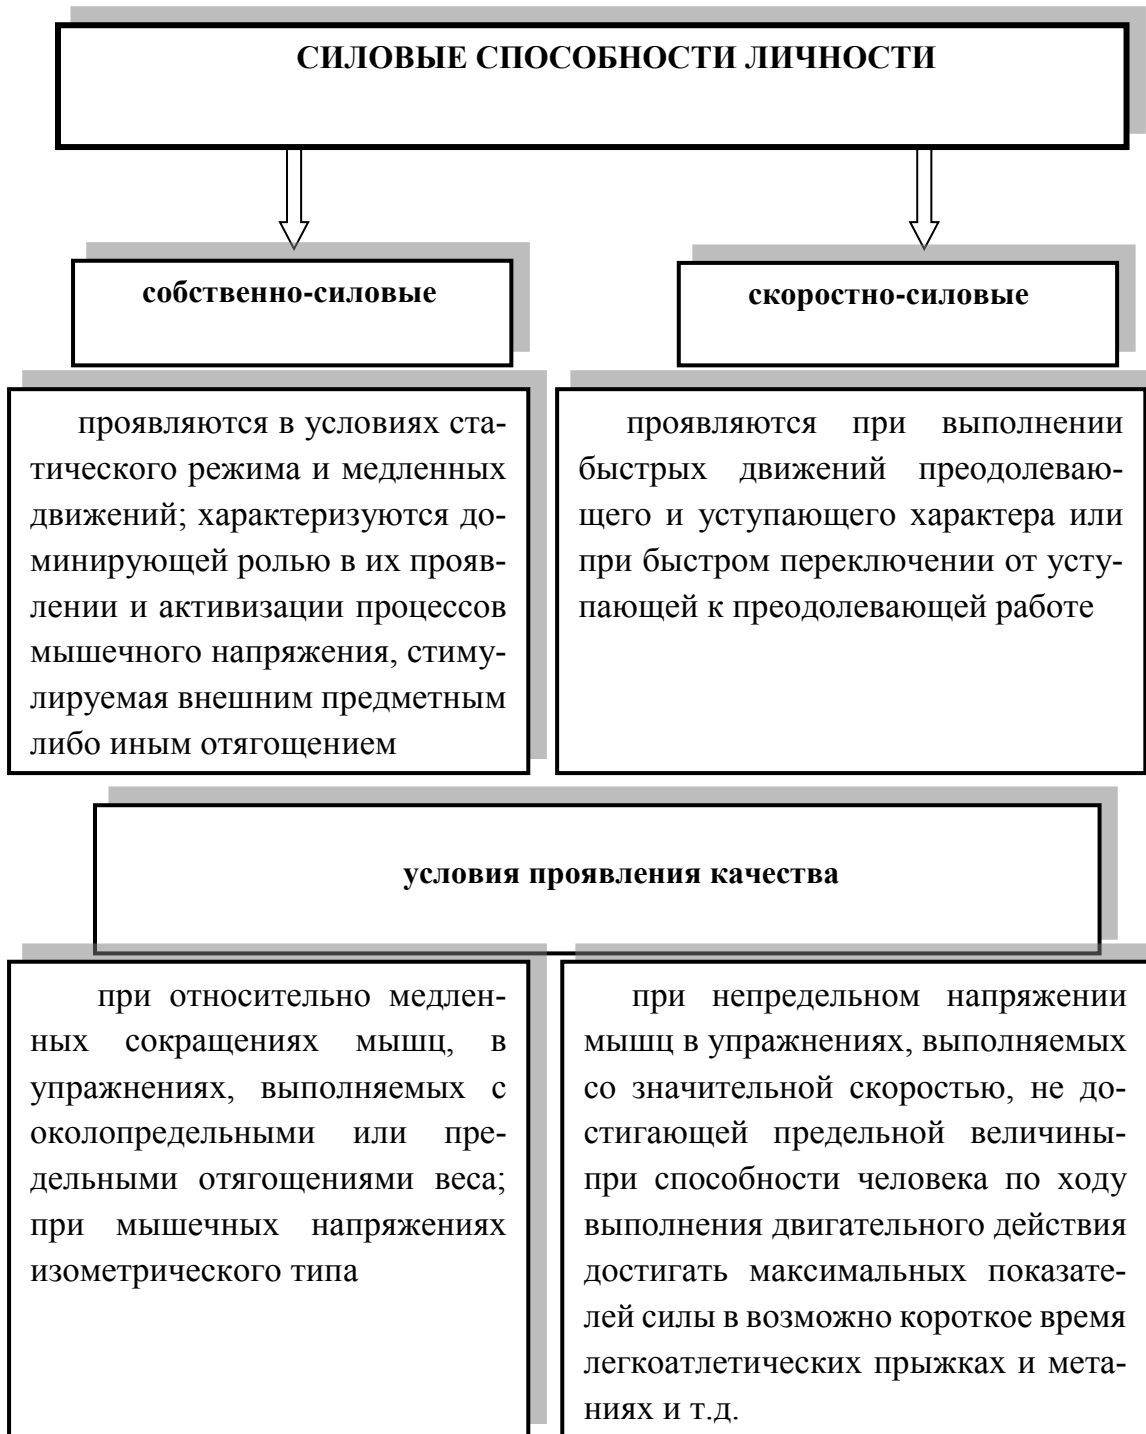 СИЛОВЫЕ СПОСОБНОСТИ ЛИЧНОСТИ
собственно-силовые
скоростно-силовые
проявляются в условиях ста-
тического режима и медленных
движений; характеризуются до-
минирующей ролью в их прояв-
лении и активизации процессов
мышечного напряжения, стиму-
лируемая внешним предметным
либо иным отягощением
проявляются при выполнении
быстрых движений преодолеваю-
щего и уступающего характера или
при быстром переключении от усту-
пающей к преодолевающей работе
условия проявления качества
при относительно медлен-
ных сокращениях мышц, в
упражнениях, выполняемых с
околопредельными или пре-
дельными отягощениями веса;
при мышечных напряжениях
изометрического типа
при непредельном напряжении
мышц в упражнениях, выполняемых
со значительной скоростью, не до-
стигающей предельной величины-
при способности человека по ходу
выполнения двигательного действия
достигать максимальных показате-
лей силы в возможно короткое время
легкоатлетических прыжках и мета-
ниях и т.д.